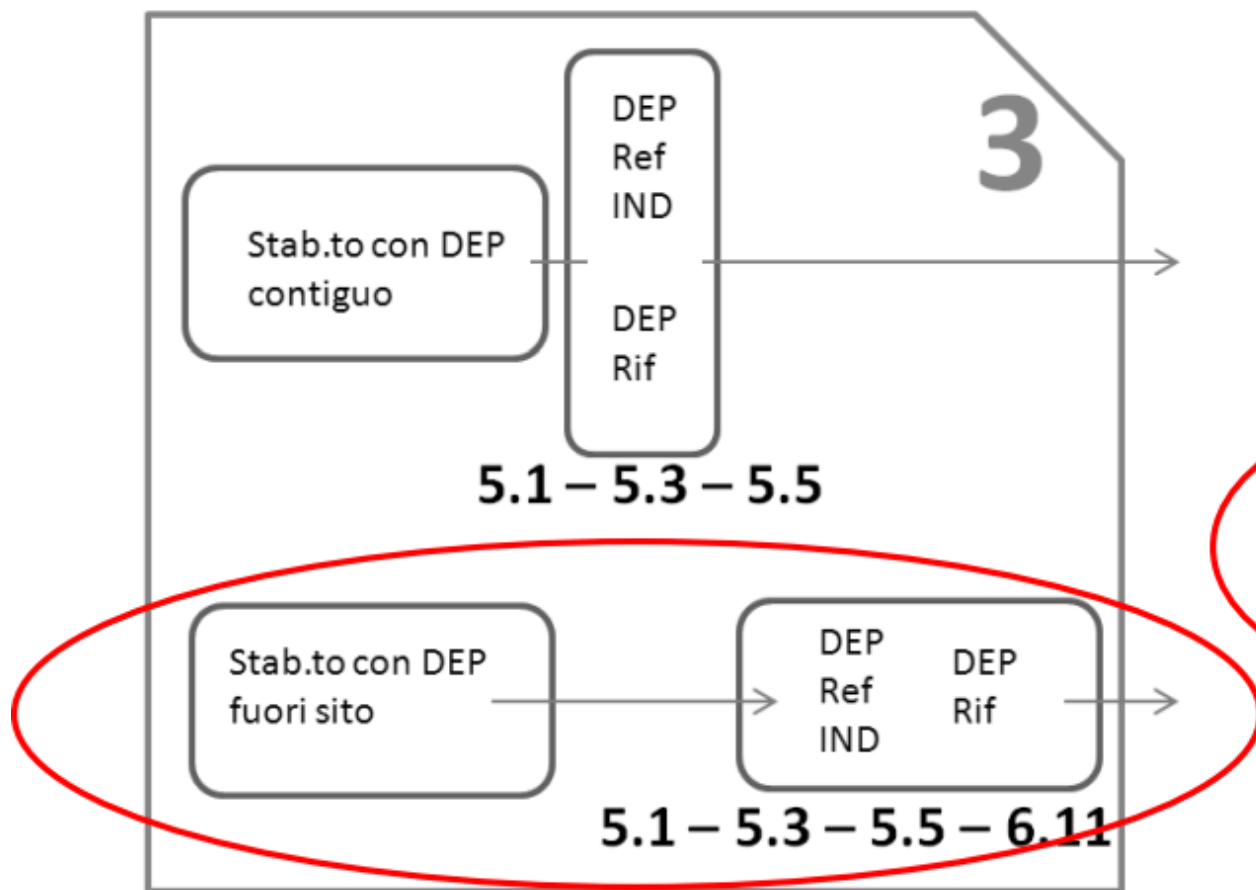 3
DEP
Ref
IND
DEP
Rif
Stab.to con DEP
contiguo
5.1 – 5.3 – 5.5
Stab.to con DEP
fuori sito
DEP
Ref
IND
DEP
Rif
5.1 – 5.3 – 5.5 – 6.11